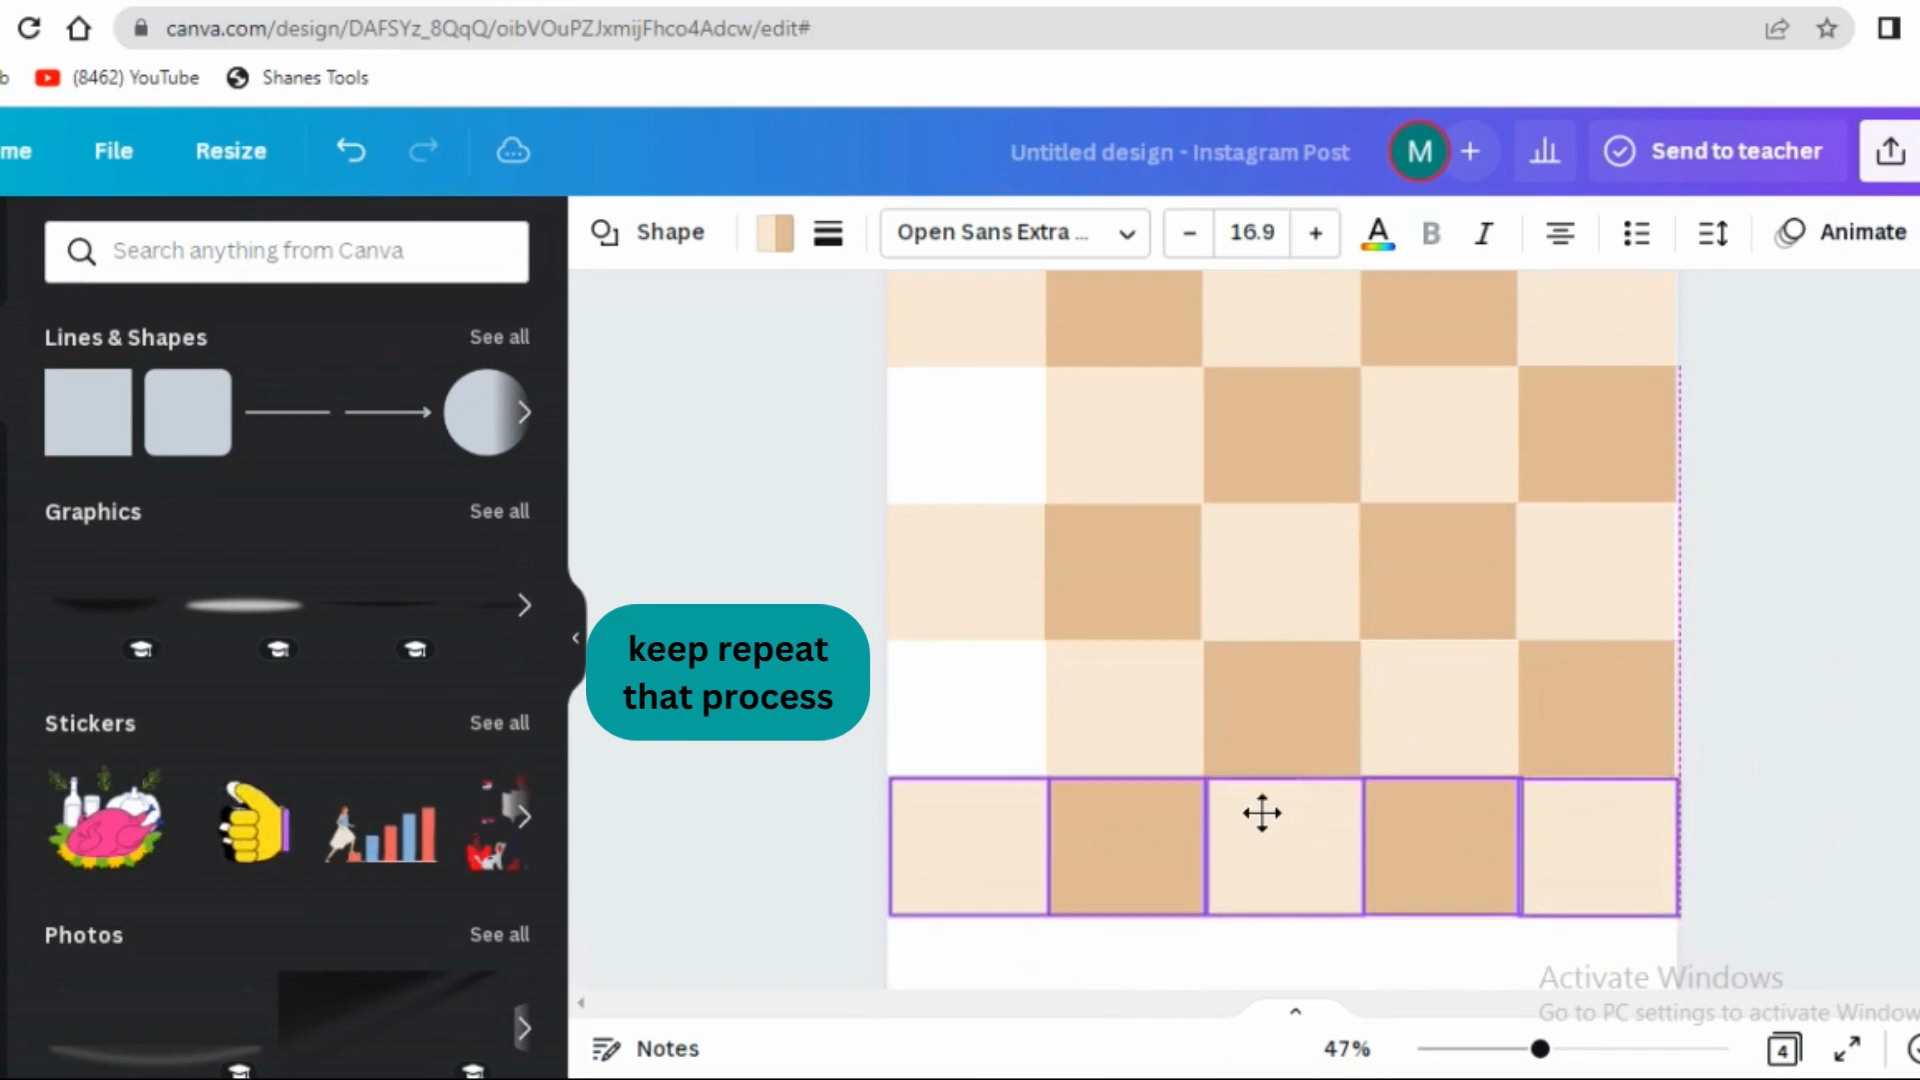 canva.com/design/DAFSYz_8QqQ/oibVOuPZJxmijFhco4Adcw/edit#
b (8462) YouTube Shanes Tools
me File Resize Untitled design - Instagram Post M + Send to teacher
Search anything from Canva
Shape Open Sans Extra ... - 16.9 + A B I Animate
Lines & Shapes See all
Graphics See all
keep repeat
that process
Stickers See all
Photos See all
Activate Windows
Go to PC settings to activate Window
Notes 47% 4